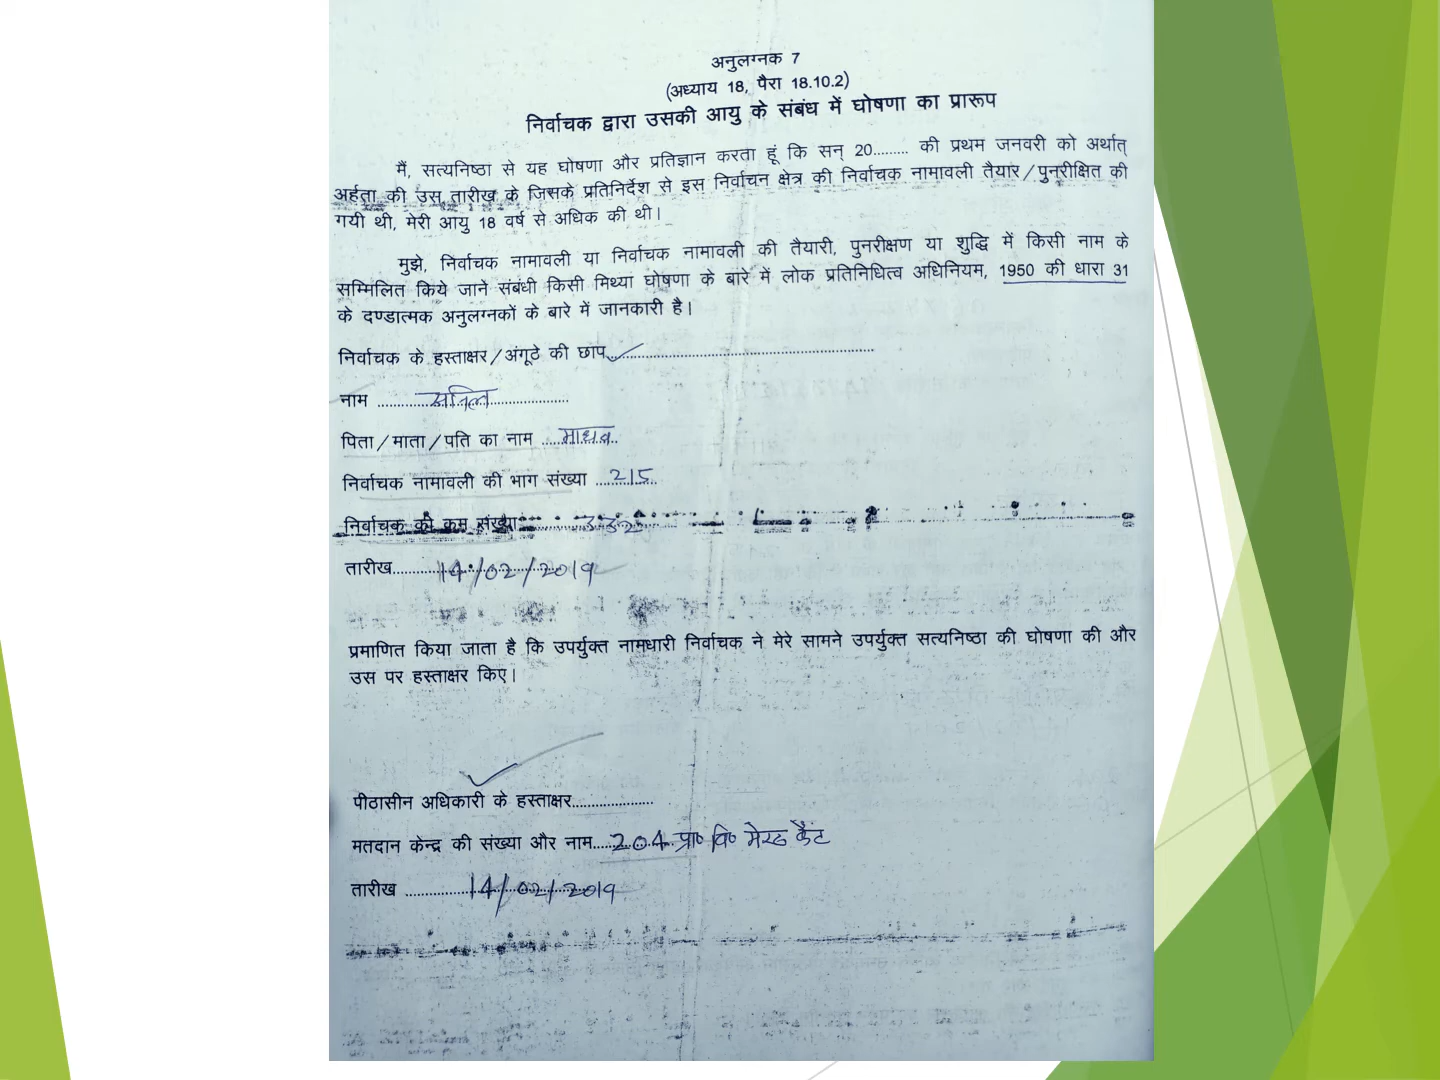 अनुलग्नक 7
(अध्याय 18, पैरा 18.10.2)
निर्वाचक द्वारा उसकी आयु के संबंध में घोषणा का प्रारूप
मैं, सत्यनिष्ठा से यह घोषणा और प्रतिज्ञान करता हूं कि सन् 20......... की प्रथम जनवरी को अर्थात्
अर्हता की उस तारीख के जिसके प्रतिनिर्देश से इस निर्वाचन क्षेत्र की निर्वाचक नामावली तैयार/पुनरीक्षित की
गयी थी, मेरी आयु 18 वर्ष से अधिक की थी।
मुझे, निर्वाचक नामावली या निर्वाचक नामावली की तैयारी, पुनरीक्षण या शुद्धि में किसी नाम के
सम्मिलित किये जाने संबंधी किसी मिथ्या घोषणा के बारे में लोक प्रतिनिधित्व अधिनियम, 1950 की धारा 31
के दण्डात्मक अनुलग्नकों के बारे में जानकारी है।
निर्वाचक के हस्ताक्षर/अंगूठे की छाप..✓..........................................................
नाम ....................................
पिता/माता/पति का नाम ....माधव..
निर्वाचक नामावली की भाग संख्या ....215..
निर्वाचक की क्रम संख्या............332
तारीख.........14/02/2019
प्रमाणित किया जाता है कि उपर्युक्त नामधारी निर्वाचक ने मेरे सामने उपर्युक्त सत्यनिष्ठा की घोषणा की और
उस पर हस्ताक्षर किए।
✓
पीठासीन अधिकारी के हस्ताक्षर....................
मतदान केन्द्र की संख्या और नाम....204 प्रा० वि० मेरठ कैंट
तारीख .............14/02/2019